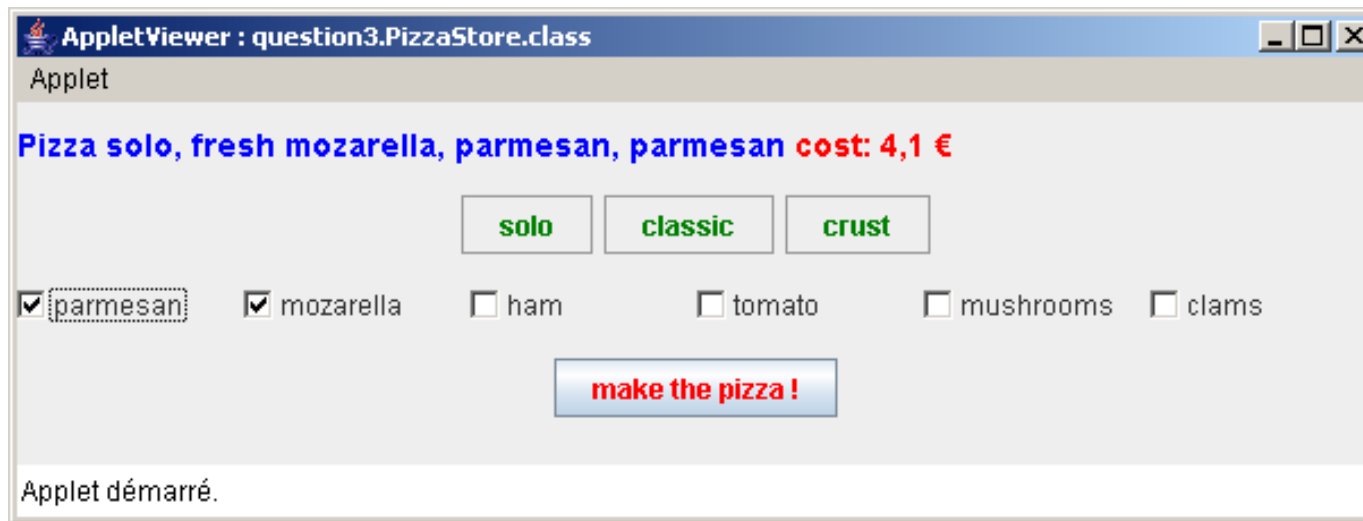 AppletViewer : question3.PizzaStore.class
Applet
Pizza solo, fresh mozarella, parmesan, parmesan cost: 4,1 €
solo classic crust
parmesan mozarella ham tomato mushrooms clams
make the pizza !
Applet démarré.